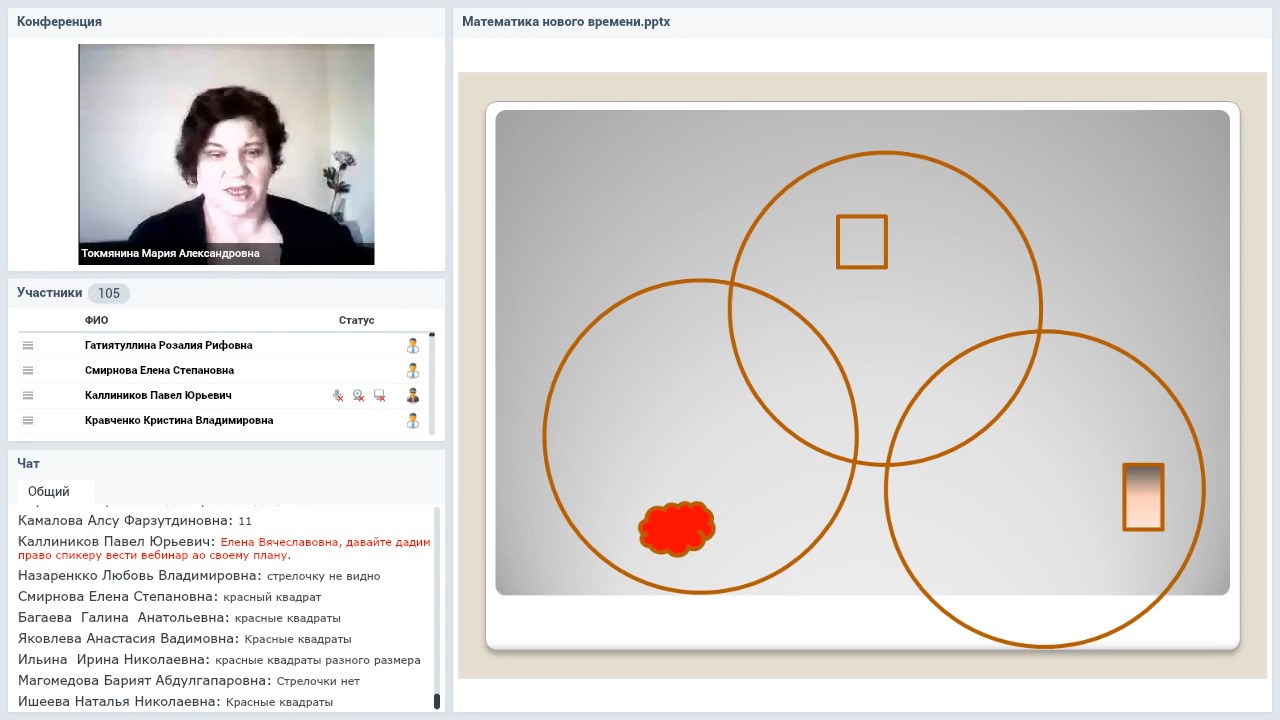 Конференция
Токмянина Мария Александровна
Участники 105
ФИО Статус
Гатиятуллина Розалия Рифовна
Смирнова Елена Степановна
Каллиников Павел Юрьевич
Кравченко Кристина Владимировна
Чат
Общий
Камалова Алсу Фарзутдиновна: 11
Каллиников Павел Юрьевич: Елена Вячеславовна, давайте дадим
право спикеру вести вебинар ао своему плану.
Назаренкко Любовь Владимировна: стрелочку не видно
Смирнова Елена Степановна: красный квадрат
Багаева Галина Анатольевна: красные квадраты
Яковлева Анастасия Вадимовна: Красные квадраты
Ильина Ирина Николаевна: красные квадраты разного размера
Магомедова Барият Абдулгапаровна: Стрелочки нет
Ишеева Наталья Николаевна: Красные квадраты
Математика нового времени.pptx